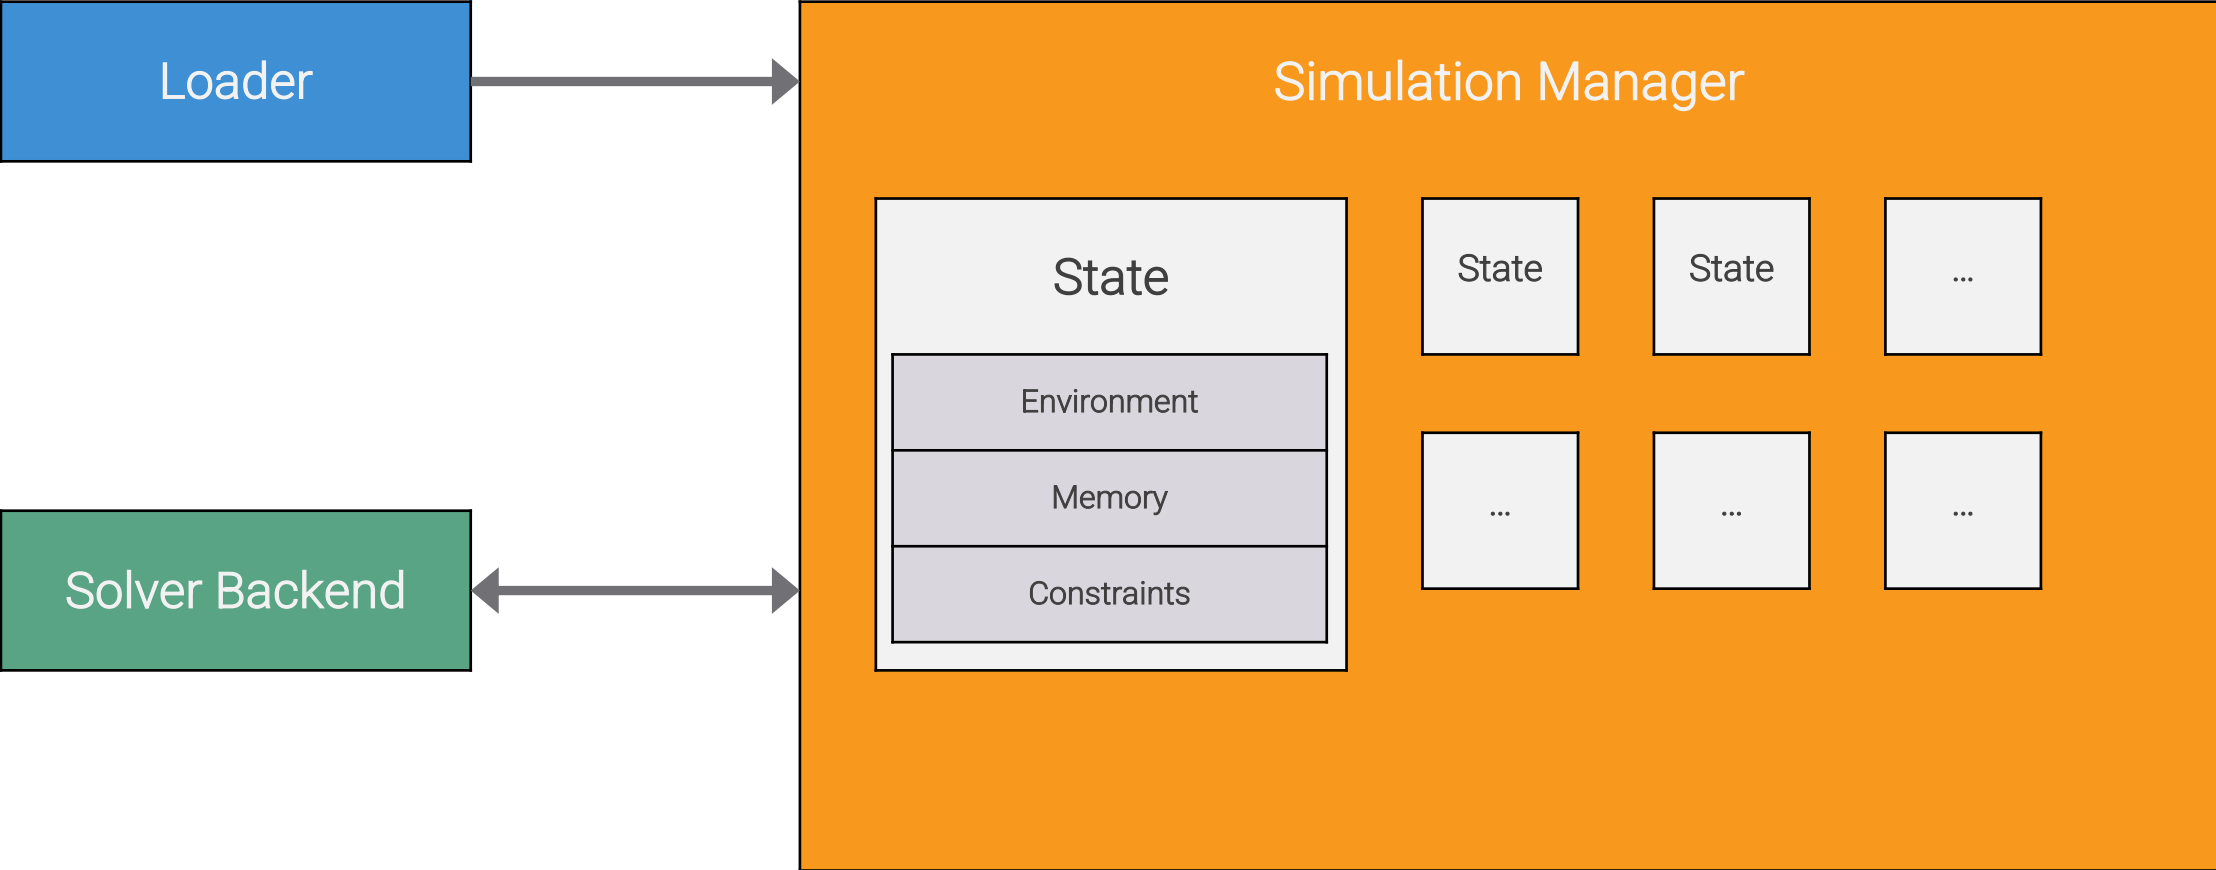 Loader
Simulation Manager
State
Environment
Memory
Constraints
State
State
...
...
...
...
Solver Backend